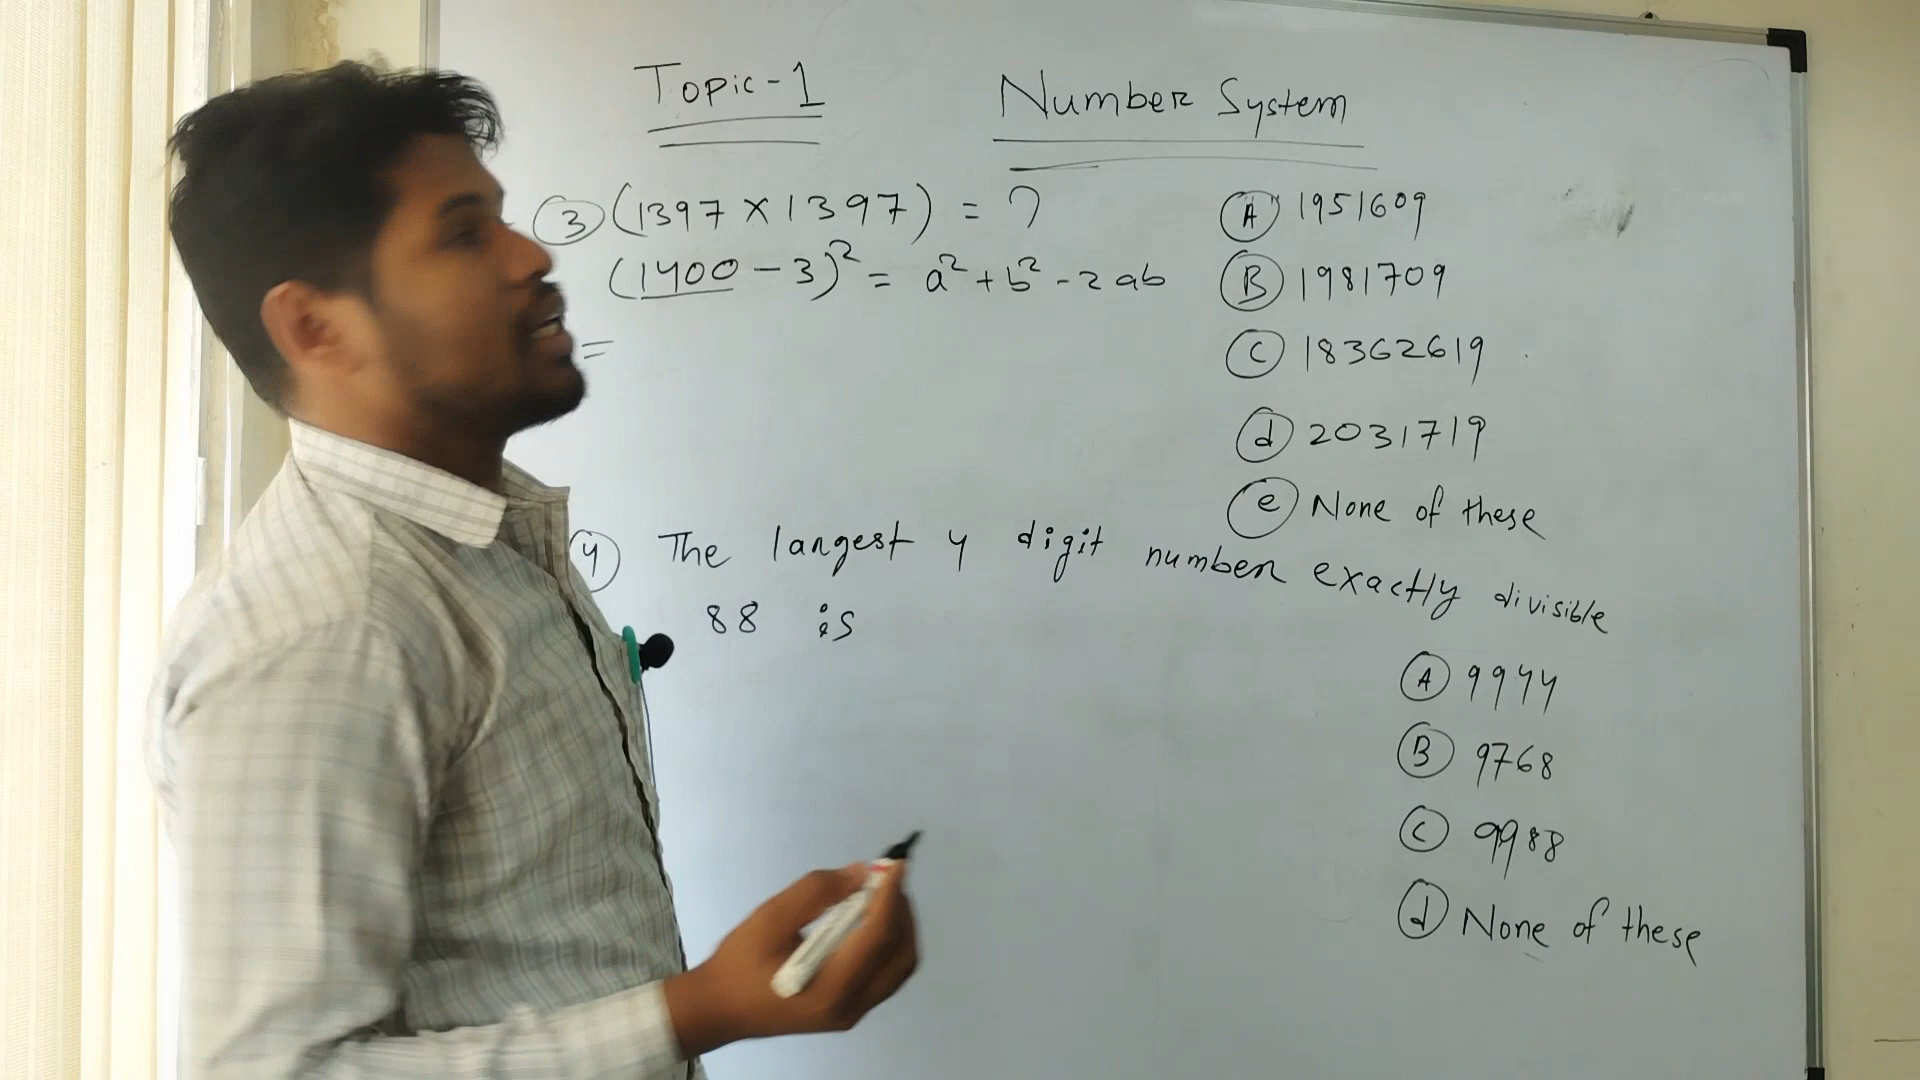 Topic-1 Number System
③ (1397 × 1397) = ?
(1400 - 3)² = a² + b² - 2ab
=
Ⓐ 1951609
Ⓑ 1981709
Ⓒ 18362619
ⓓ 2031719
ⓔ None of these
④ The largest 4 digit number exactly divisible
88 is
Ⓐ 9944
Ⓑ 9768
Ⓒ 9988
ⓓ None of these